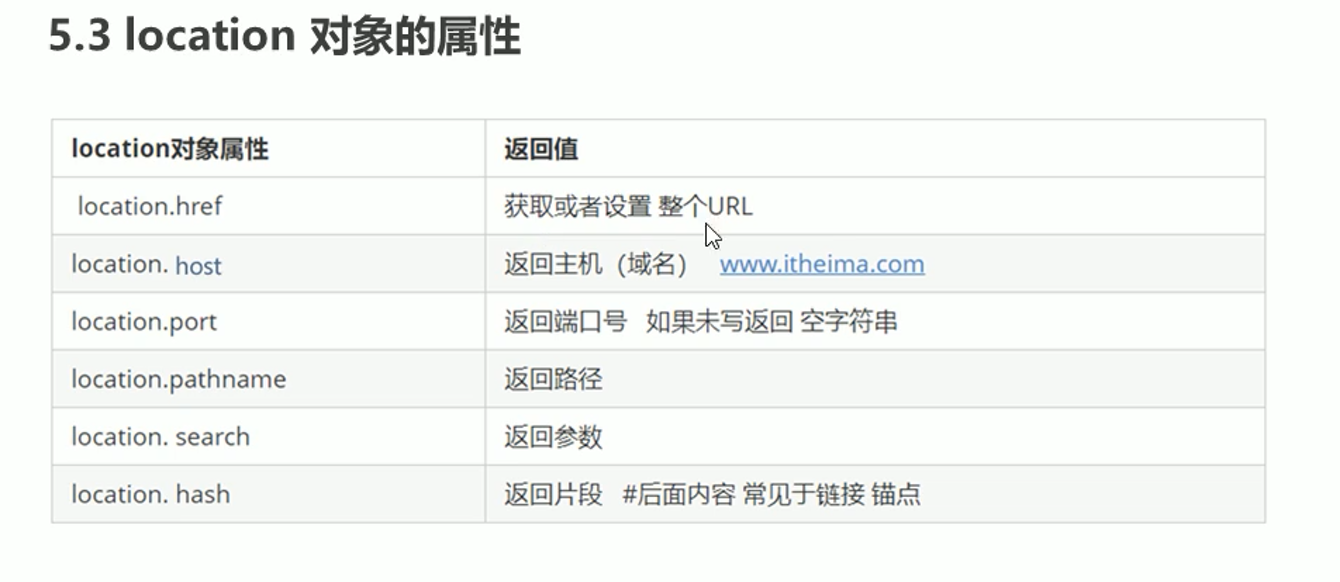 5.3 location 对象的属性
location对象属性 返回值
location.href 获取或者设置 整个URL
location. host 返回主机（域名） www.itheima.com
location.port 返回端口号 如果未写返回 空字符串
location.pathname 返回路径
location. search 返回参数
location. hash 返回片段 #后面内容 常见于链接 锚点